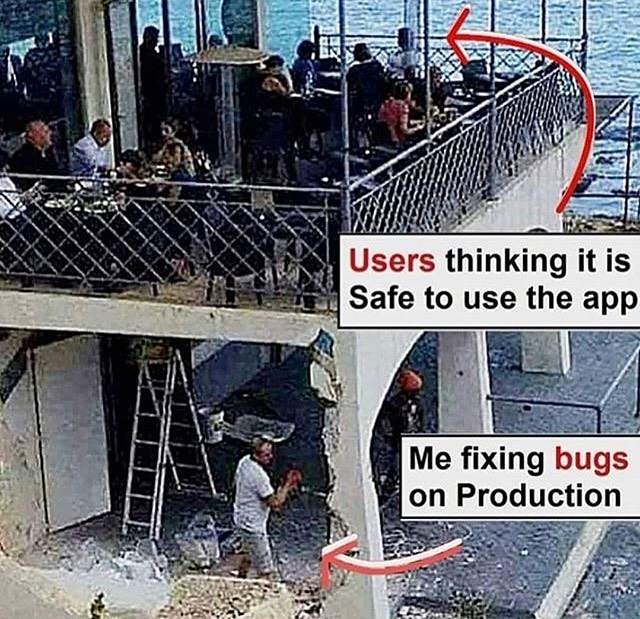 Users thinking it is
Safe to use the app
Me fixing bugs
on Production